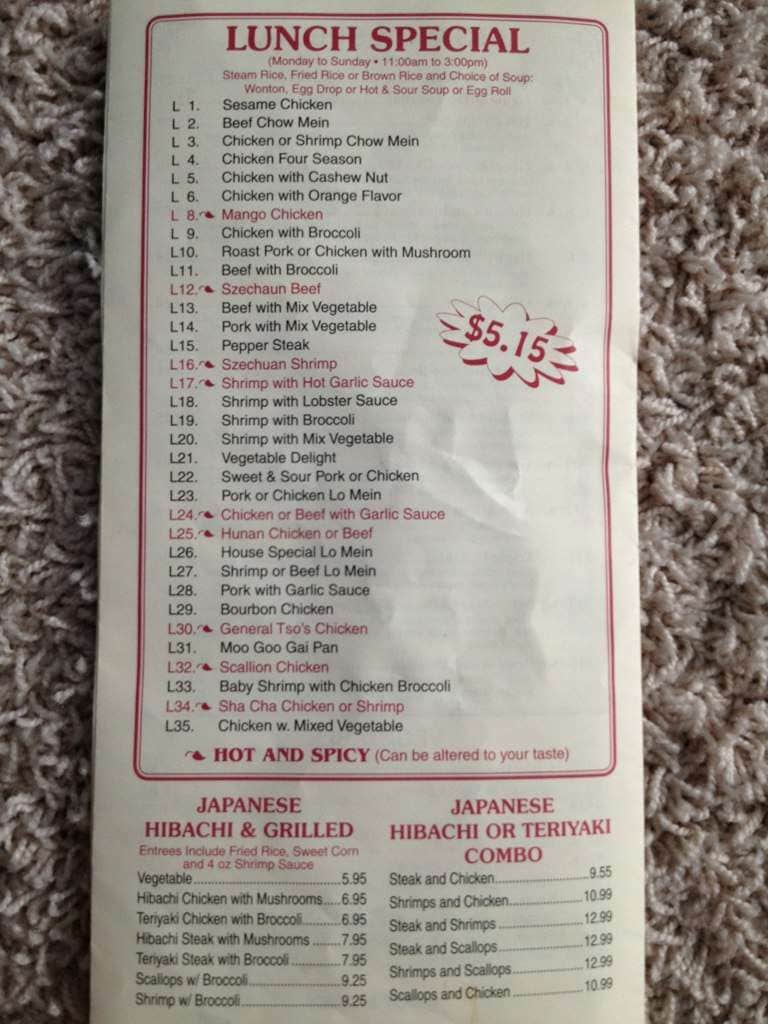 LUNCH SPECIAL
(Monday to Sunday • 11:00am to 3:00pm)
Steam Rice, Fried Rice or Brown Rice and Choice of Soup:
Wonton, Egg Drop or Hot & Sour Soup or Egg Roll
L 1. Sesame Chicken
L 2. Beef Chow Mein
L 3. Chicken or Shrimp Chow Mein
L 4. Chicken Four Season
L 5. Chicken with Cashew Nut
L 6. Chicken with Orange Flavor
L 8. Mango Chicken
L 9. Chicken with Broccoli
L10. Roast Pork or Chicken with Mushroom
L11. Beef with Broccoli
L12. Szechaun Beef
L13. Beef with Mix Vegetable
L14. Pork with Mix Vegetable
L15. Pepper Steak
$5.15
L16. Szechuan Shrimp
L17. Shrimp with Hot Garlic Sauce
L18. Shrimp with Lobster Sauce
L19. Shrimp with Broccoli
L20. Shrimp with Mix Vegetable
L21. Vegetable Delight
L22. Sweet & Sour Pork or Chicken
L23. Pork or Chicken Lo Mein
L24. Chicken or Beef with Garlic Sauce
L25. Hunan Chicken or Beef
L26. House Special Lo Mein
L27. Shrimp or Beef Lo Mein
L28. Pork with Garlic Sauce
L29. Bourbon Chicken
L30. General Tso's Chicken
L31. Moo Goo Gai Pan
L32. Scallion Chicken
L33. Baby Shrimp with Chicken Broccoli
L34. Sha Cha Chicken or Shrimp
L35. Chicken w. Mixed Vegetable
HOT AND SPICY (Can be altered to your taste)
JAPANESE
HIBACHI & GRILLED
Entrees Include Fried Rice, Sweet Corn
and 4 oz Shrimp Sauce
Vegetable 5.95
Hibachi Chicken with Mushrooms 6.95
Teriyaki Chicken with Broccoli 6.95
Hibachi Steak with Mushrooms 7.95
Teriyaki Steak with Broccoli 7.95
Scallops w/ Broccoli 9.25
Shrimp w/ Broccoli 9.25
JAPANESE
HIBACHI OR TERIYAKI
COMBO
Steak and Chicken 9.55
Shrimps and Chicken 10.99
Steak and Shrimps 12.99
Steak and Scallops 12.99
Shrimps and Scallops 12.99
Scallops and Chicken 10.99